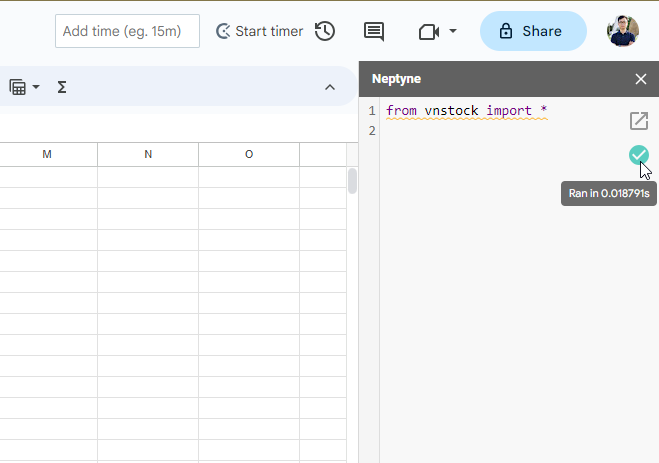 Add time (eg. 15m) Start timer Share
Σ
Neptyne
1 from vnstock import *
2
M N O
Ran in 0.018791s